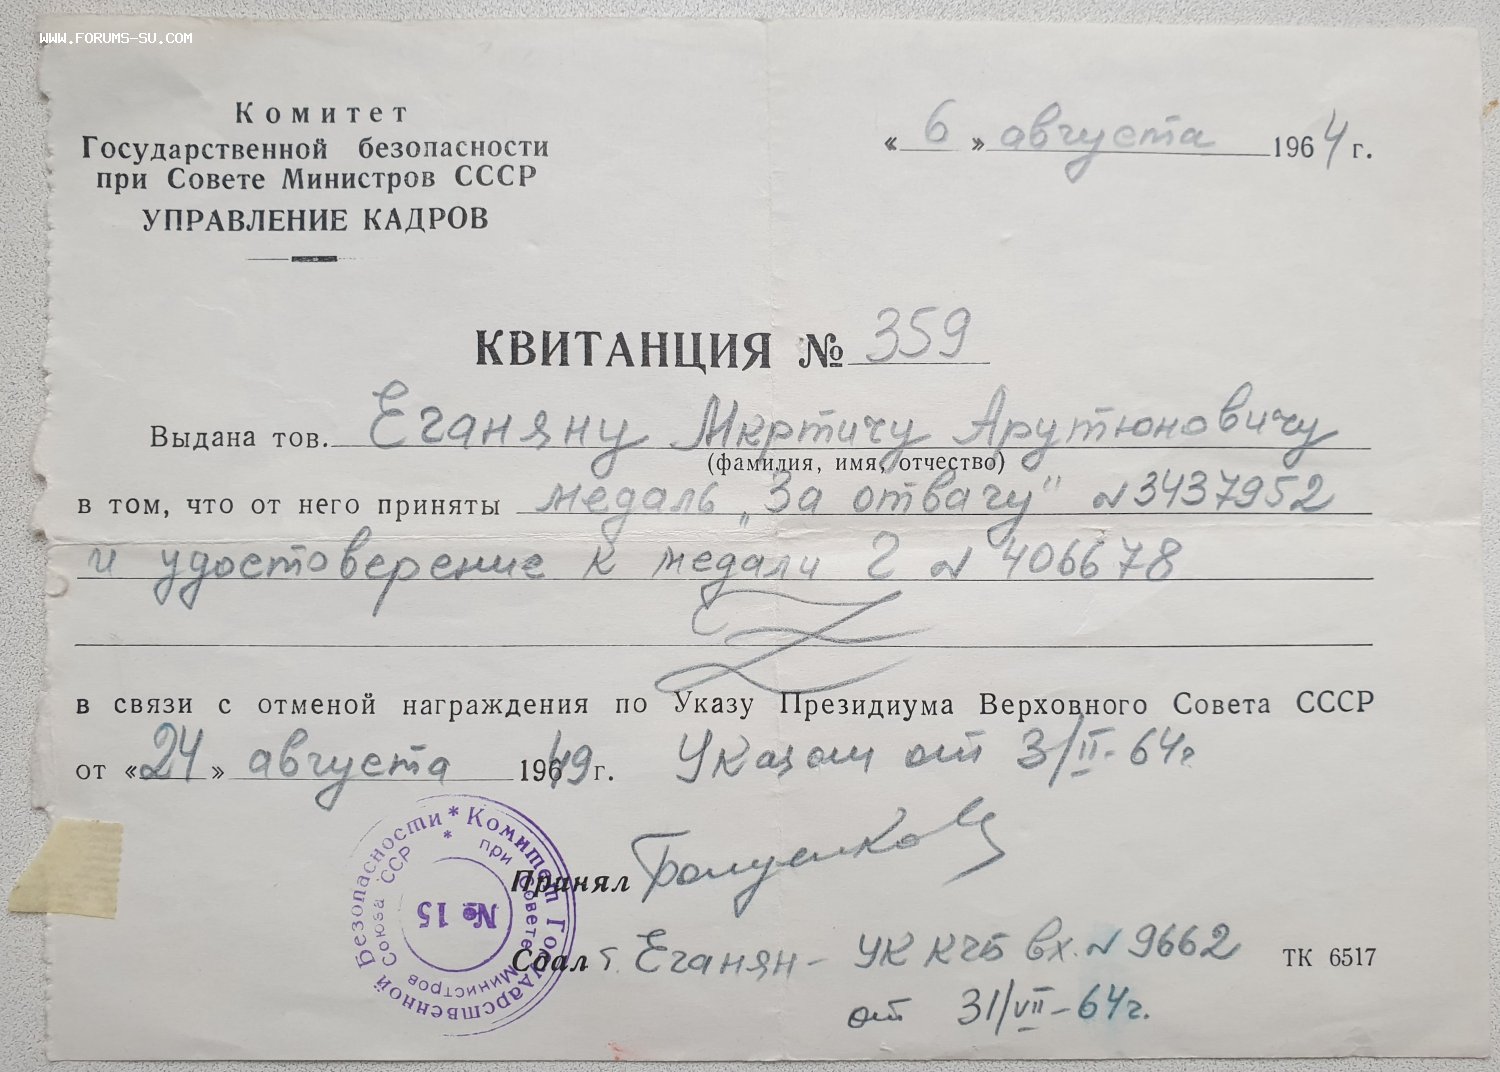 WWW.FORUMS-SU.COM
Комитет
Государственной безопасности
при Совете Министров СССР
УПРАВЛЕНИЕ КАДРОВ
« 6 » августа 1964 г.
КВИТАНЦИЯ № 359
Выдана тов. Еганяну Мкртичу Арутюновичу
(фамилия, имя, отчество)
в том, что от него приняты медаль „За отвагу" № 3437952
и удостоверение к медали Г № 406678
в связи с отменой награждения по Указу Президиума Верховного Совета СССР
от « 24 » августа 1949 г. Указом от 3/II-64г
Принял
Сдал т. Еганян - УК КГБ вх. № 9662
от 31/VII-64г.
ТК 6517
* Комитет Государственной Безопасности
* при Совете Министров Союза ССР
№ 15